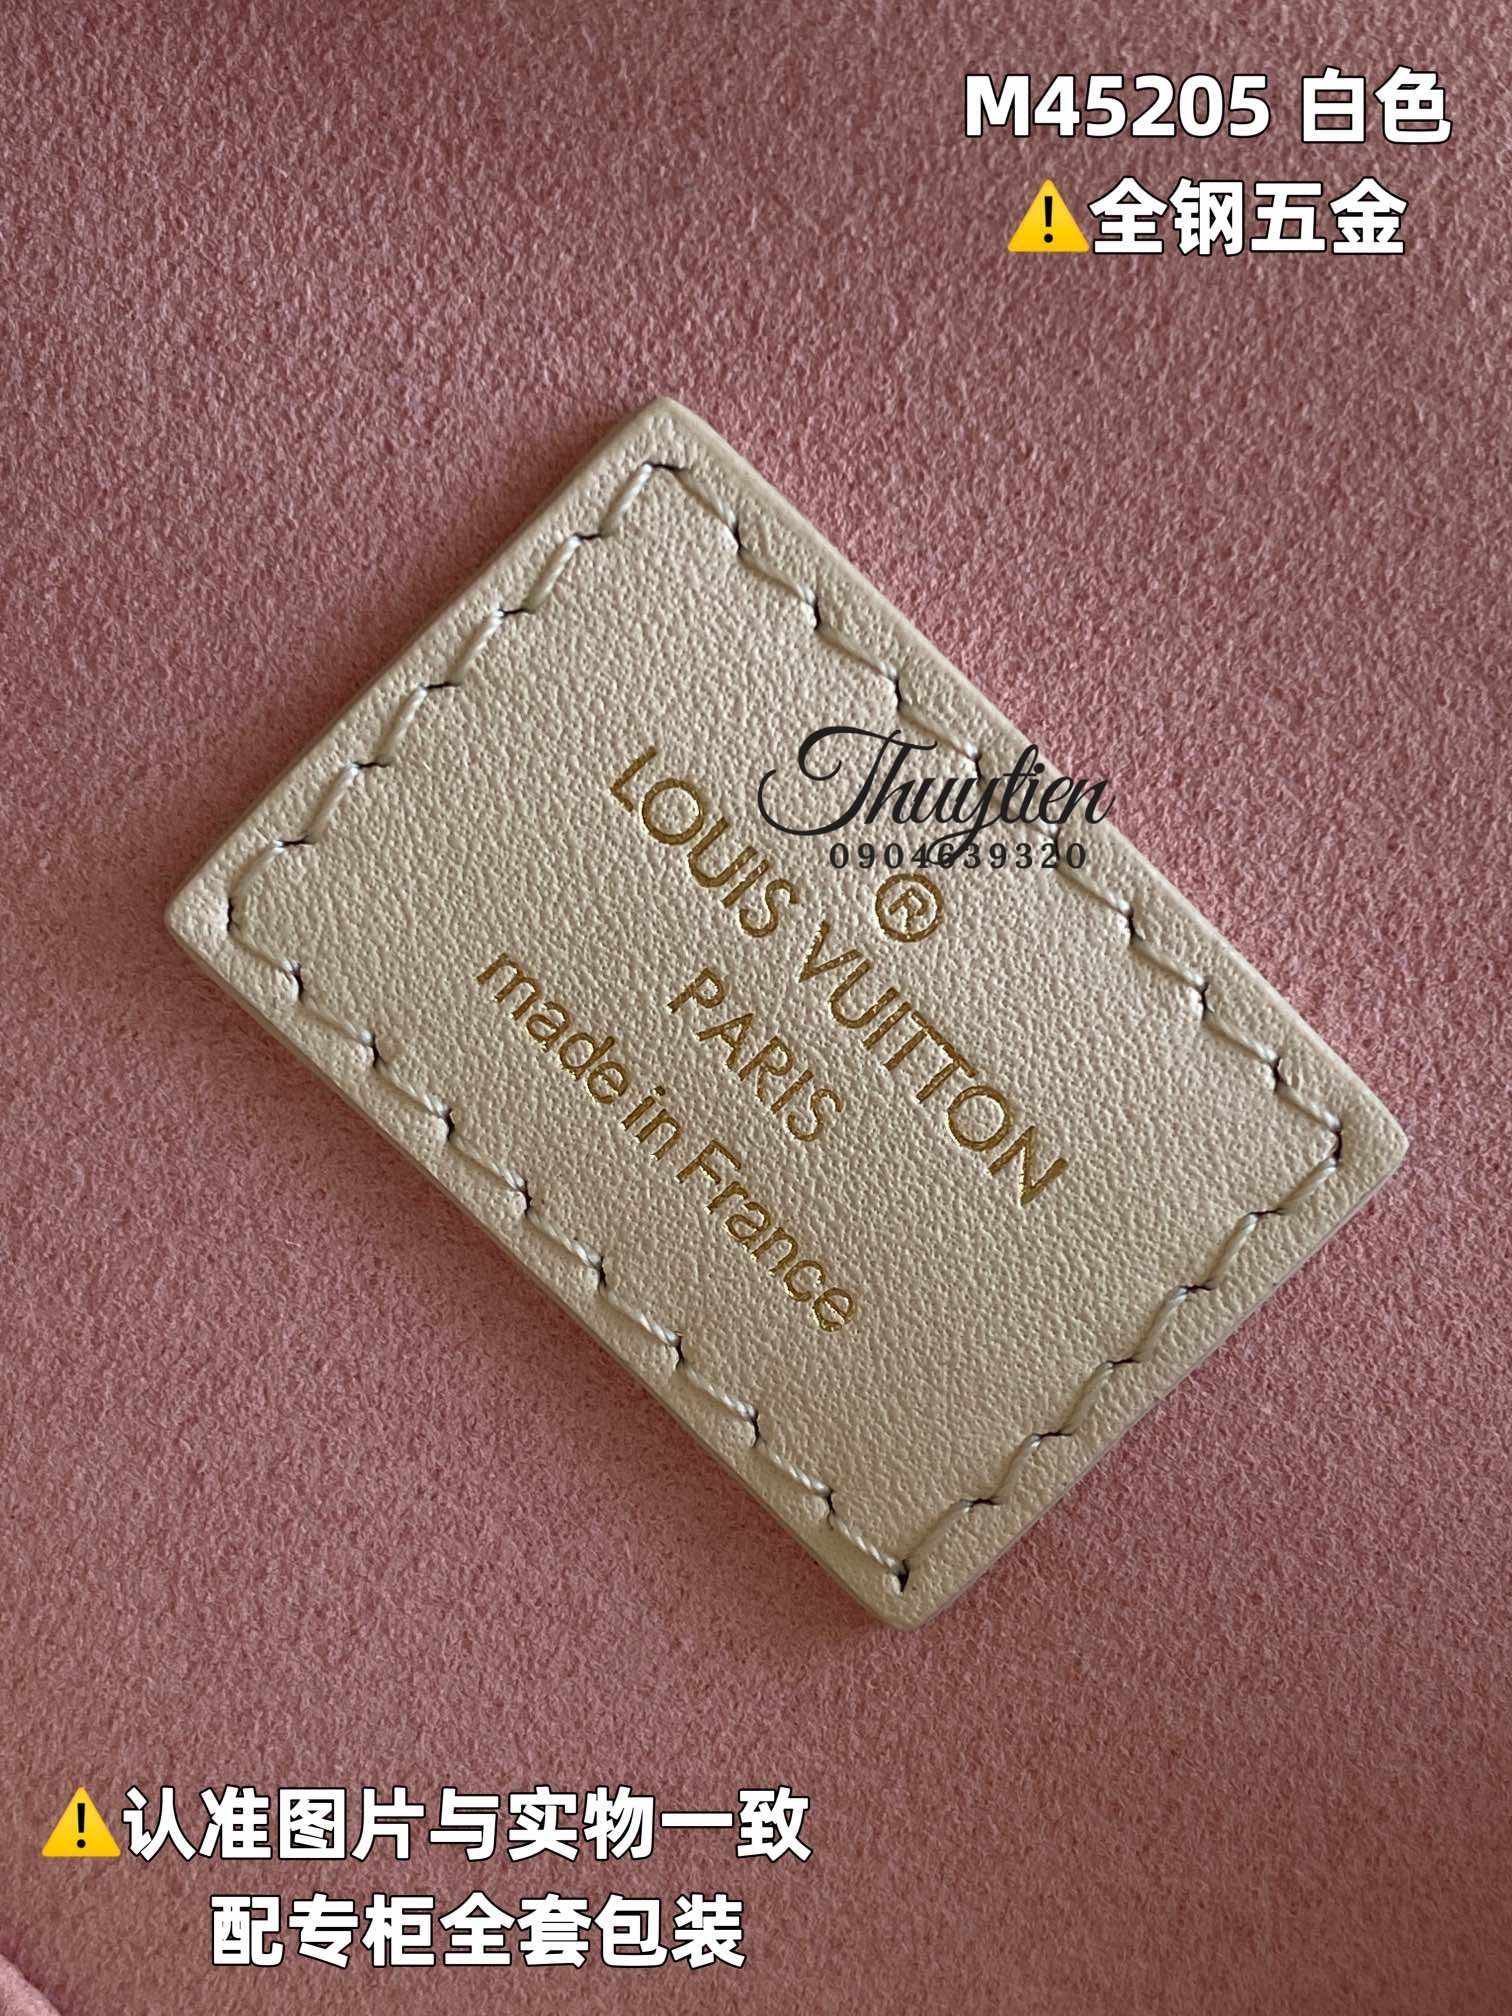 M45205 白色
⚠️全钢五金
Thuytien
0904639320
®
LOUIS VUITTON
PARIS
made in France
⚠️认准图片与实物一致
配专柜全套包装